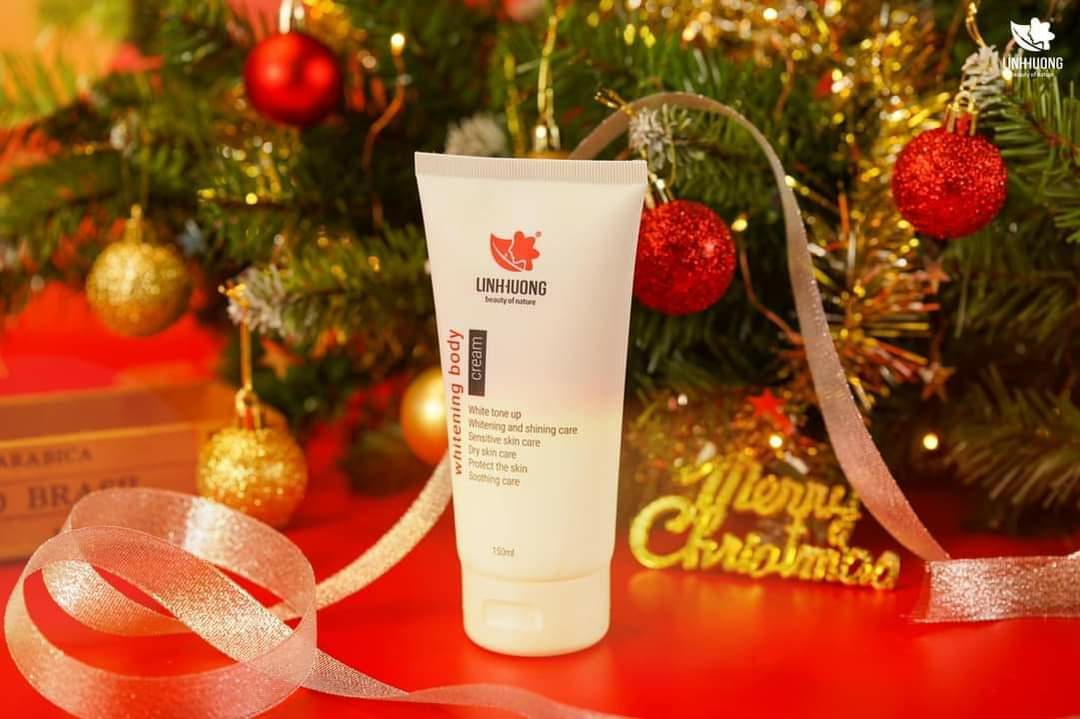 LINHHUONG
beauty of nature
LINHHUONG
beauty of nature
whitening body
cream
White tone up
Whitening and shining care
Sensitive skin care
Dry skin care
Protect the skin
Soothing care
150ml
ARABICA
BRASIL
Merry
Christmas